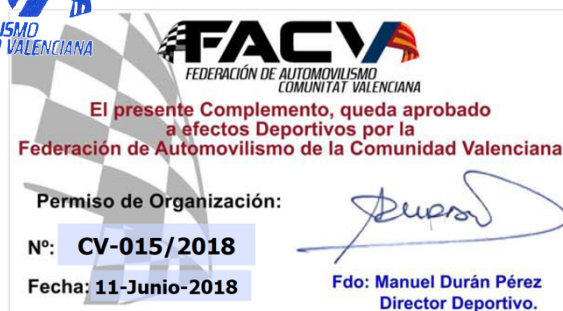 ISMO
VALENCIANA
FACVA
FEDERACIÓN DE AUTOMOVILISMO
COMUNITAT VALENCIANA
El presente Complemento, queda aprobado
a efectos Deportivos por la
Federación de Automovilismo de la Comunidad Valenciana
Permiso de Organización:
Nº: CV-015/2018
Fecha: 11-Junio-2018
Fdo: Manuel Durán Pérez
Director Deportivo.